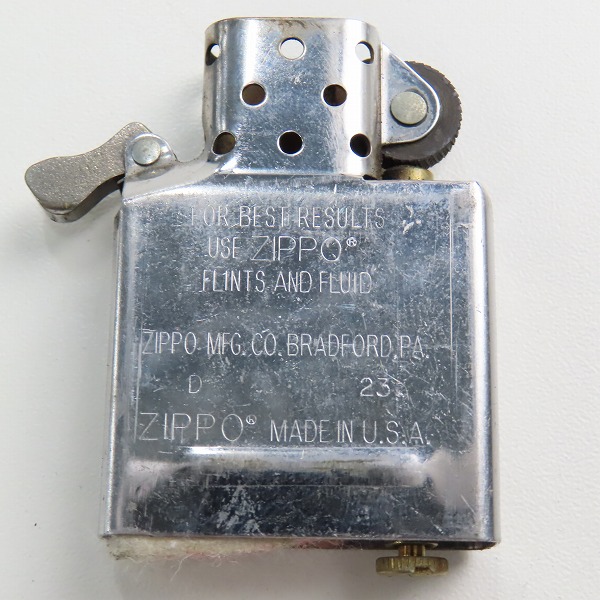 FOR BEST RESULTS
USE ZIPPO®
FLINTS AND FLUID
ZIPPO MFG. CO. BRADFORD, PA.
D 23
ZIPPO® MADE IN U.S.A.